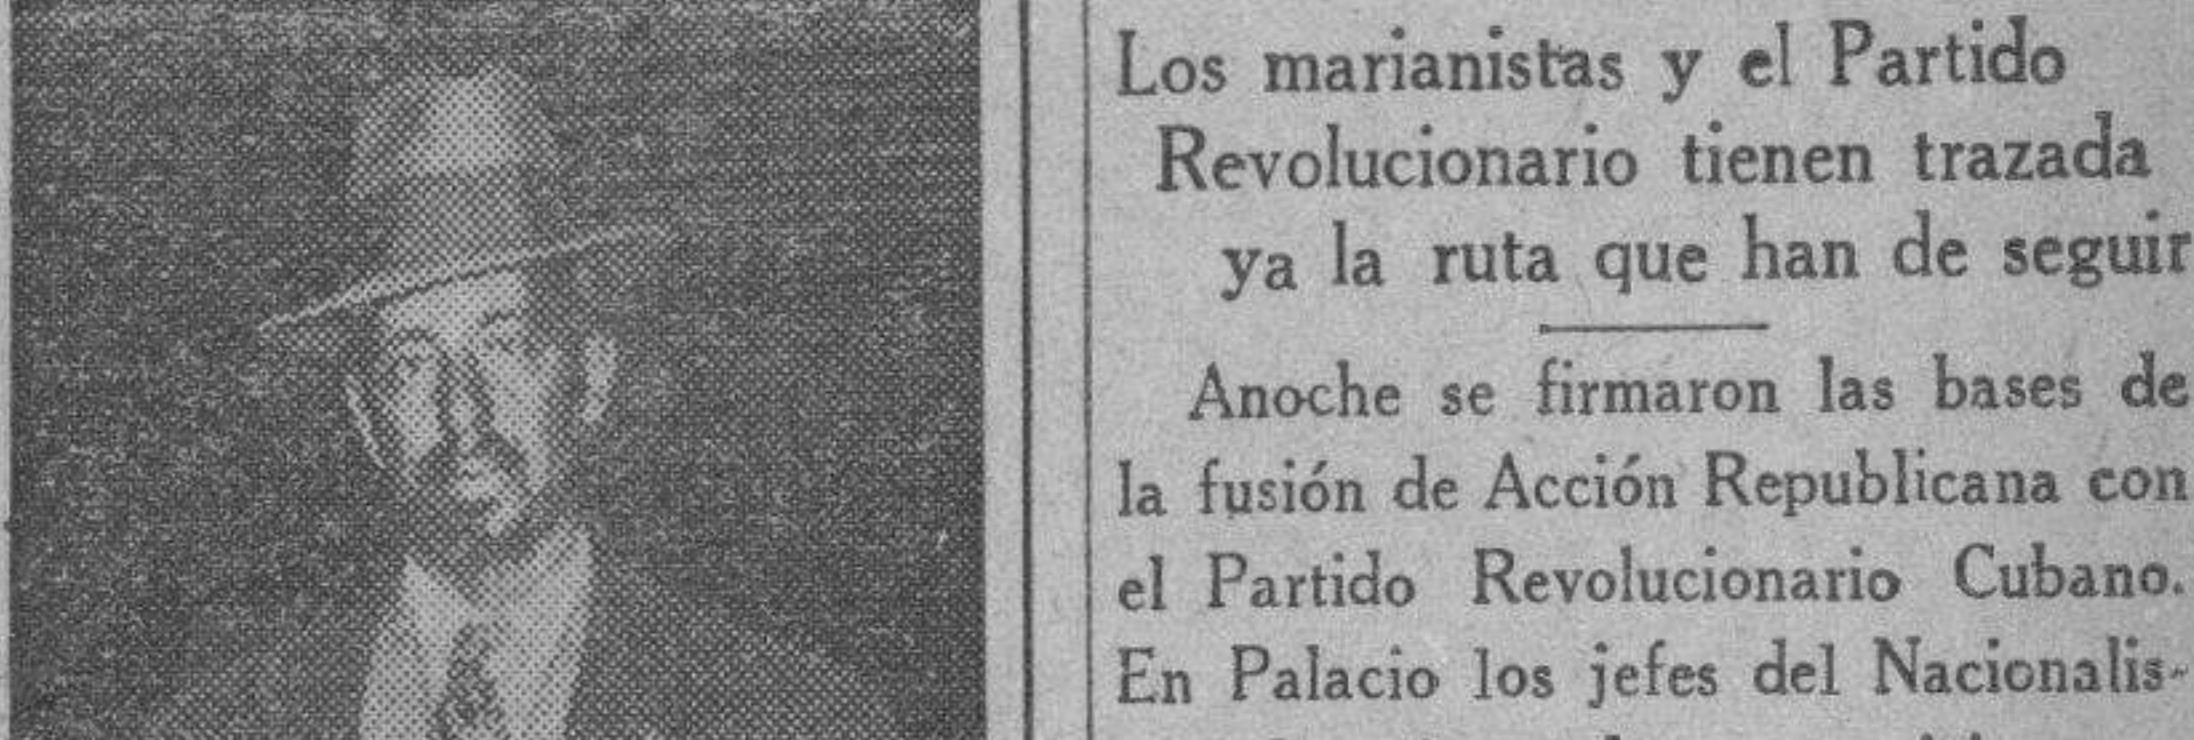 Los marianistas y el Partido
Revolucionario tienen trazada
ya la ruta que han de seguir
Anoche se firmaron las bases de
la fusión de Acción Republicana con
el Partido Revolucionario Cubano.
En Palacio los jefes del Nacionalis-